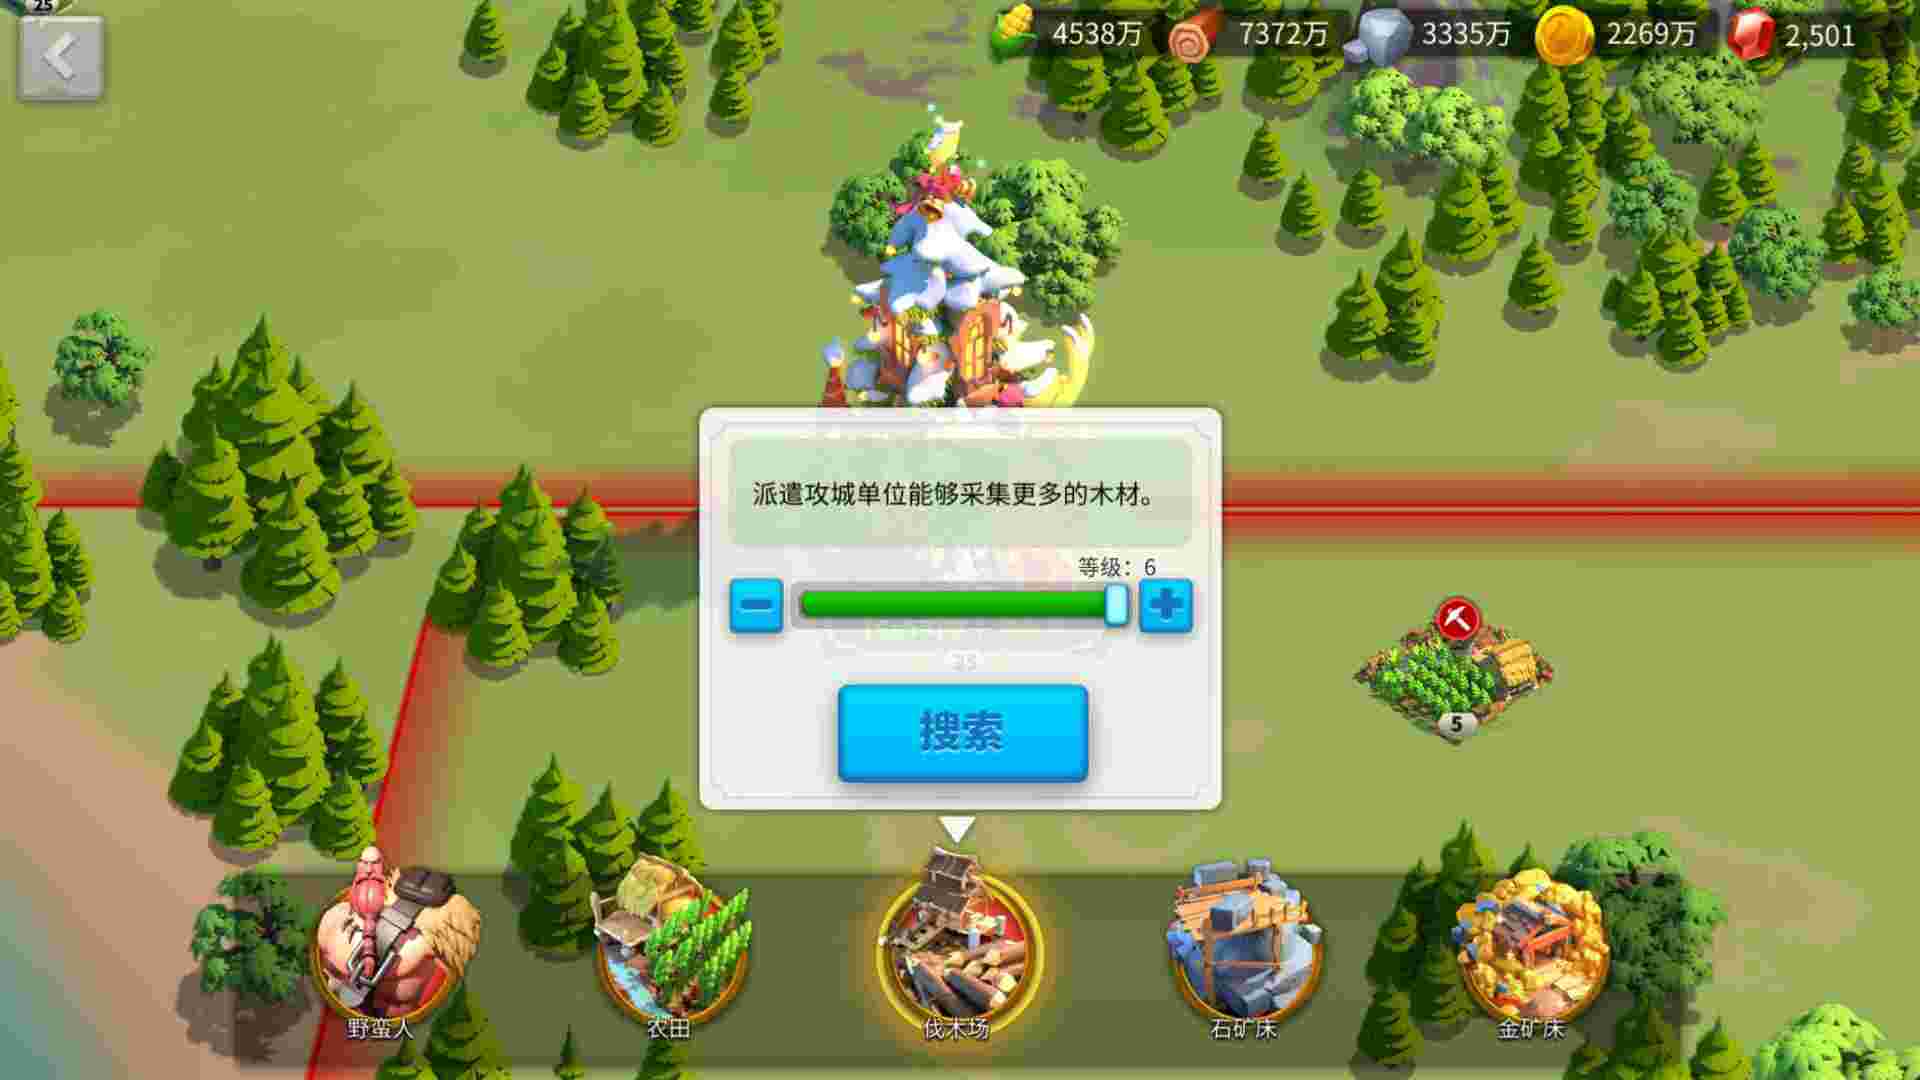 25
4538万
7372万
3335万
2269万
2,501
派遣攻城单位能够采集更多的木材。
等级：6
25
搜索
5
野蛮人
农田
伐木场
石矿床
金矿床